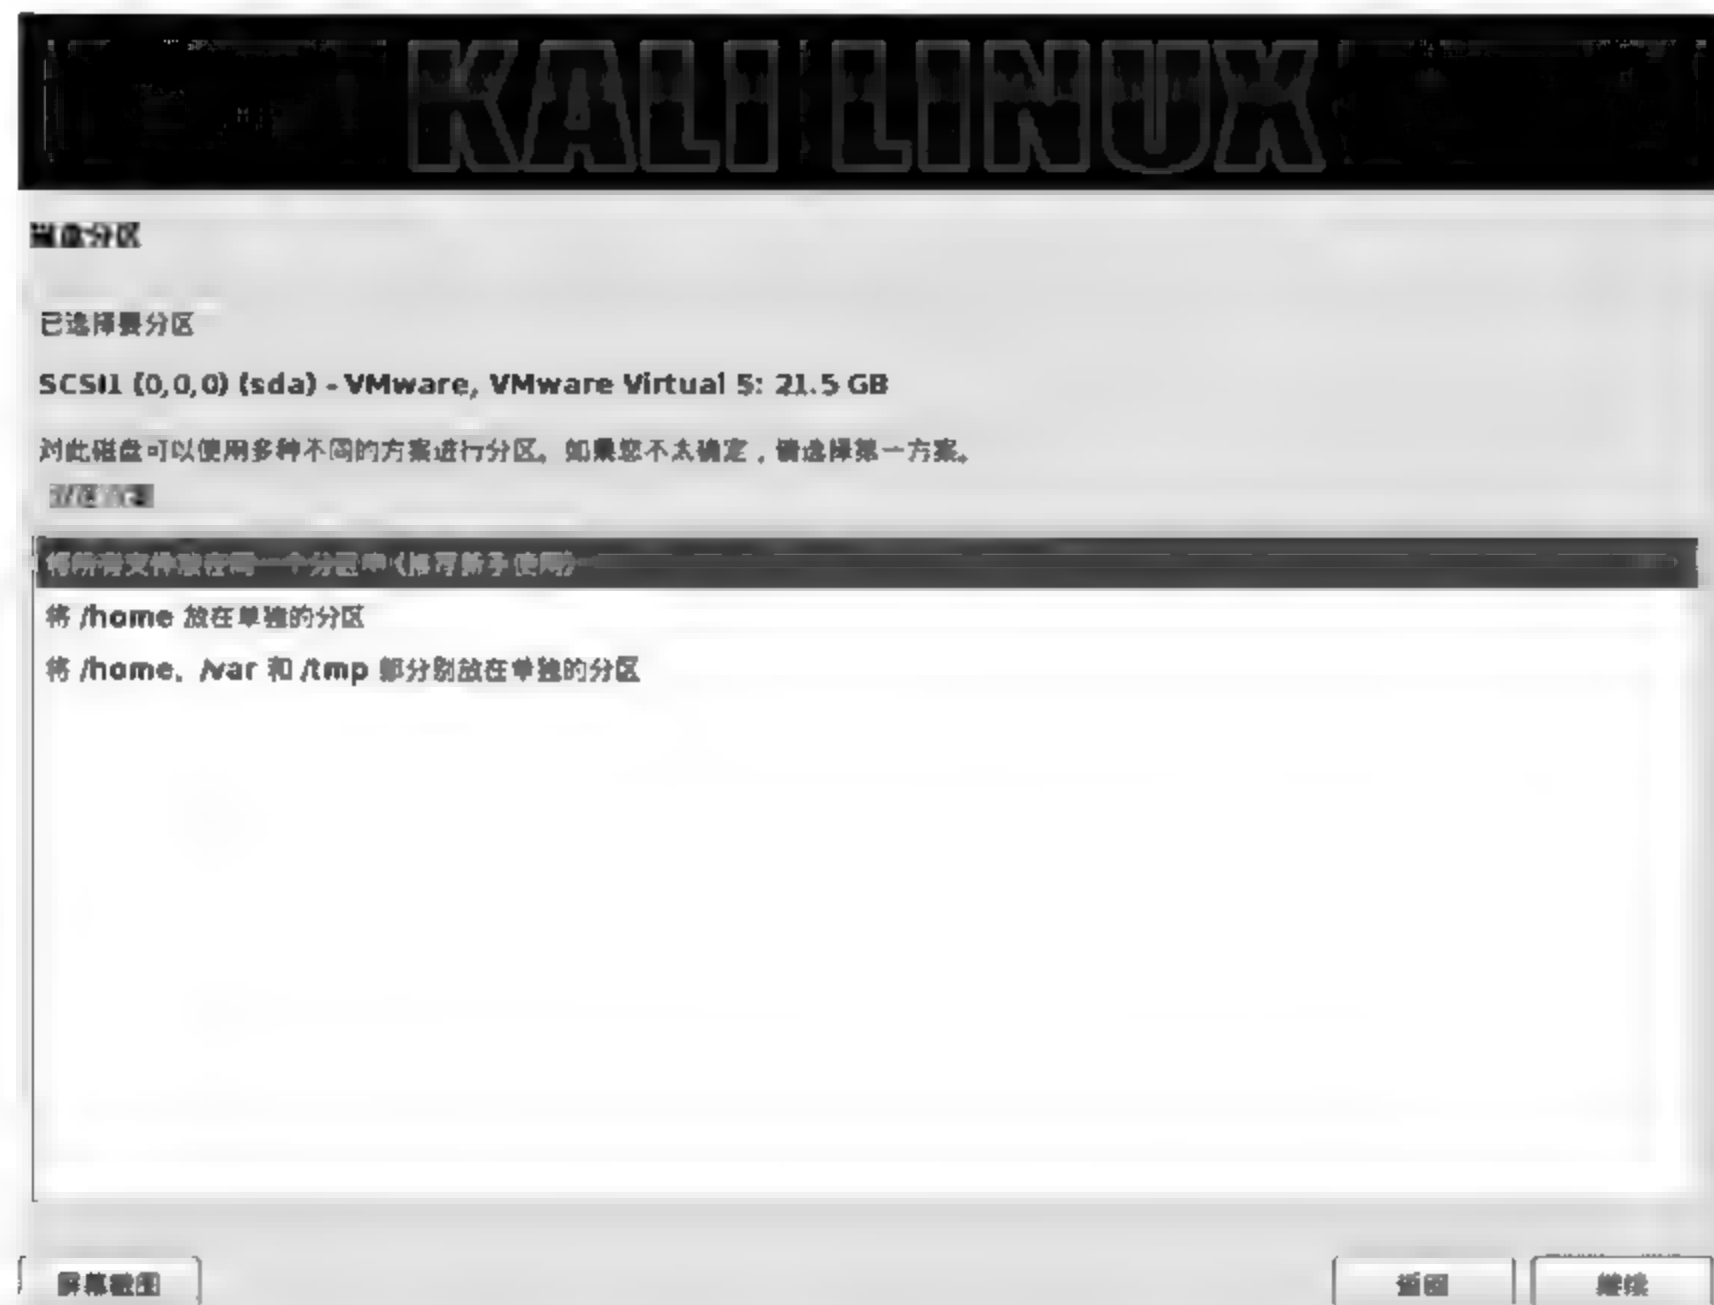 KALI LINUX
磁盘分区
已选择要分区
SCSI1 (0,0,0) (sda) - VMware, VMware Virtual S: 21.5 GB
对此磁盘可以使用多种不同的方案进行分区。如果您不太确定，请选择第一方案。
分区方案：
将所有文件放在同一个分区中 (推荐新手使用)
将 /home 放在单独的分区
将 /home、/var 和 /tmp 都分别放在单独的分区
屏幕截图
返回
继续